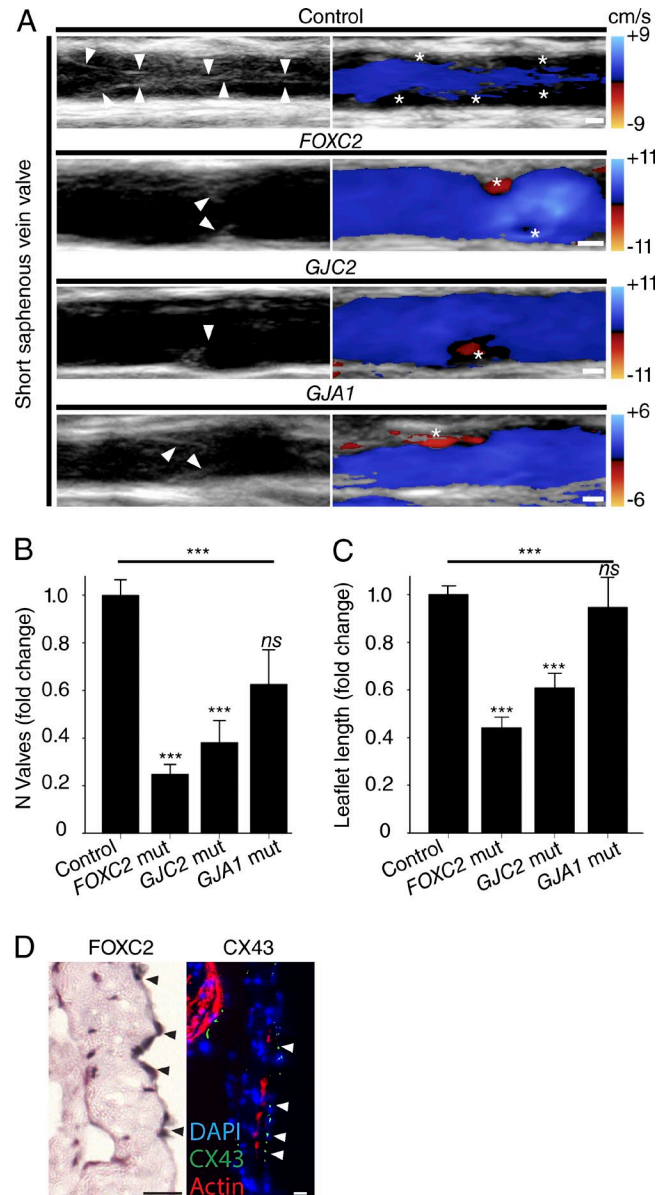 A
Control
cm/s
+9
-9
Short saphenous vein valve
FOXC2
+11
-11
GJC2
+11
-11
GJA1
+6
-6
B
***
N Valves (fold change)
1.0
0.8
0.6
0.4
0.2
0
***
***
ns
Control
FOXC2 mut
GJC2 mut
GJA1 mut
C
***
Leaflet length (fold change)
1.0
0.8
0.6
0.4
0.2
0
***
***
ns
Control
FOXC2 mut
GJC2 mut
GJA1 mut
D
FOXC2
CX43
DAPI
CX43
Actin